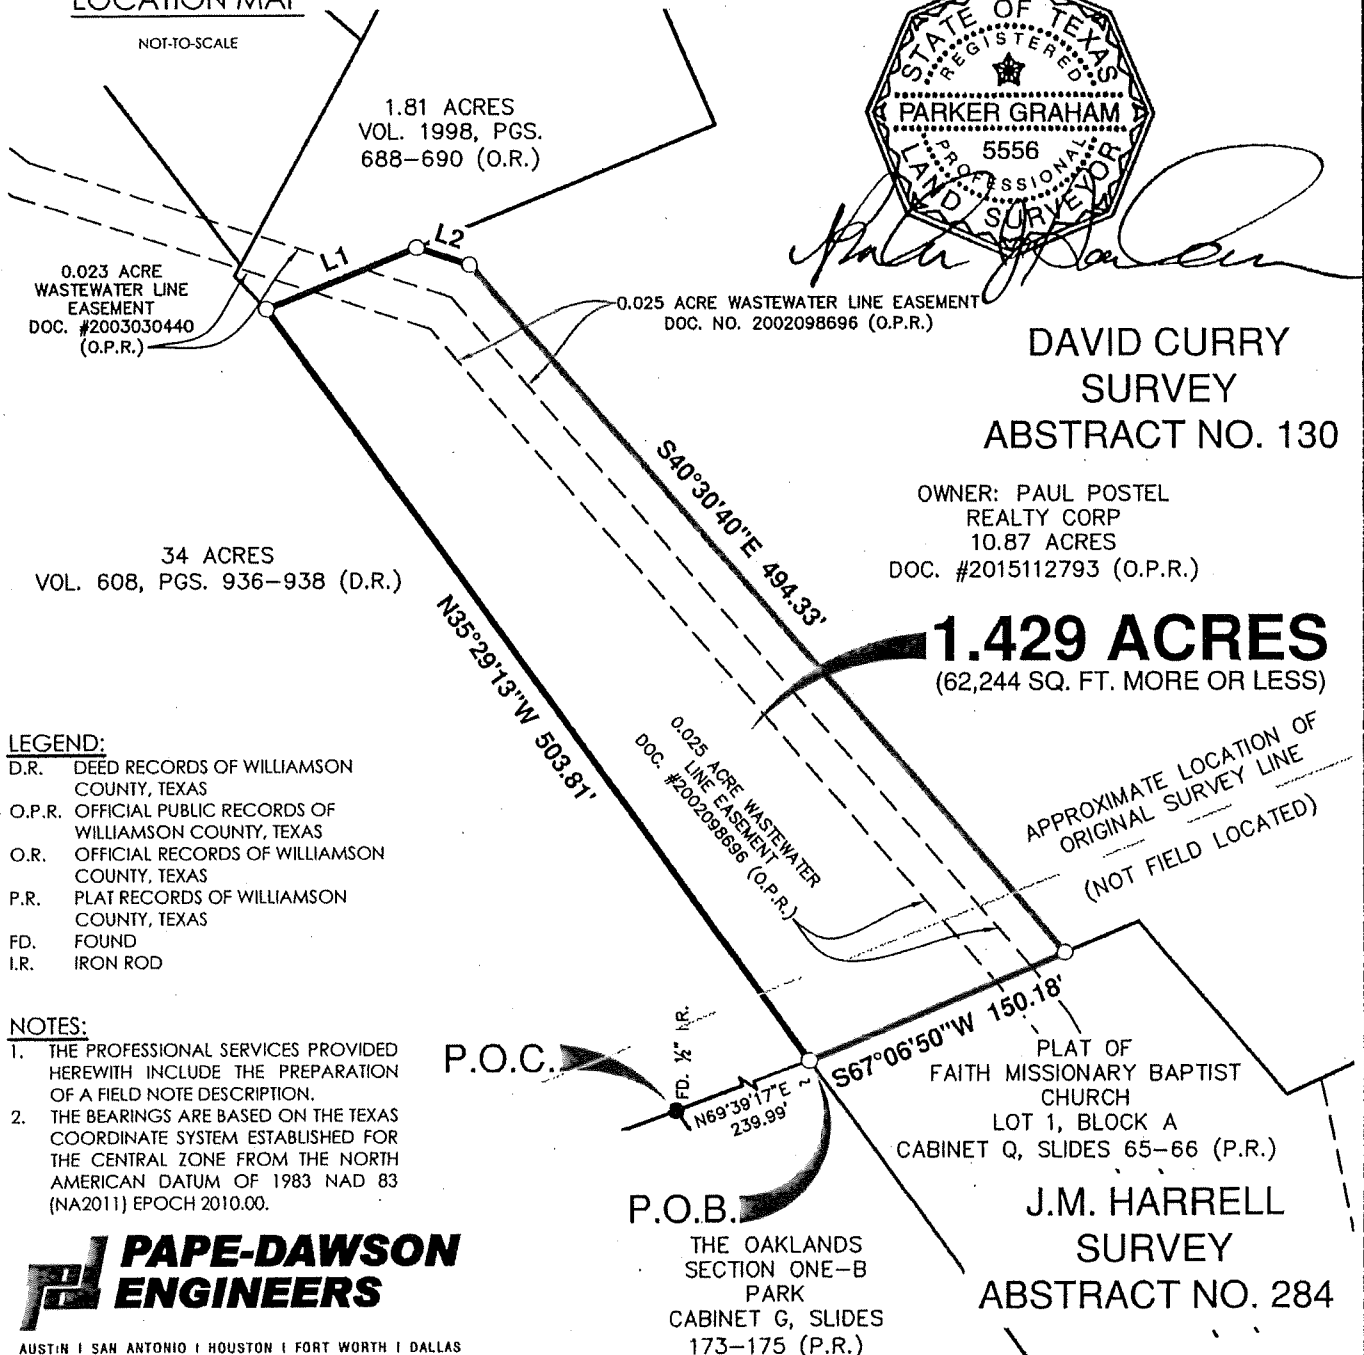 LOCATION MAP
NOT-TO-SCALE
1.81 ACRES
VOL. 1998, PGS.
688-690 (O.R.)
STATE OF TEXAS
REGISTERED
PARKER GRAHAM
5556
PROFESSIONAL
LAND SURVEYOR
L1
L2
0.023 ACRE
WASTEWATER LINE
EASEMENT
DOC. #2003030440
(O.P.R.)
0.025 ACRE WASTEWATER LINE EASEMENT
DOC. NO. 2002098696 (O.P.R.)
DAVID CURRY
SURVEY
ABSTRACT NO. 130
OWNER: PAUL POSTEL
REALTY CORP
10.87 ACRES
DOC. #2015112793 (O.P.R.)
S40°30'40"E 494.33'
34 ACRES
VOL. 608, PGS. 936-938 (D.R.)
N35°29'13"W 503.81'
1.429 ACRES
(62,244 SQ. FT. MORE OR LESS)
0.025 ACRE WASTEWATER
LINE EASEMENT
DOC. #2002098696 (O.P.R.)
APPROXIMATE LOCATION OF
ORIGINAL SURVEY LINE
(NOT FIELD LOCATED)
LEGEND:
D.R. DEED RECORDS OF WILLIAMSON
COUNTY, TEXAS
O.P.R. OFFICIAL PUBLIC RECORDS OF
WILLIAMSON COUNTY, TEXAS
O.R. OFFICIAL RECORDS OF WILLIAMSON
COUNTY, TEXAS
P.R. PLAT RECORDS OF WILLIAMSON
COUNTY, TEXAS
FD. FOUND
I.R. IRON ROD
NOTES:
1. THE PROFESSIONAL SERVICES PROVIDED
HEREWITH INCLUDE THE PREPARATION
OF A FIELD NOTE DESCRIPTION.
2. THE BEARINGS ARE BASED ON THE TEXAS
COORDINATE SYSTEM ESTABLISHED FOR
THE CENTRAL ZONE FROM THE NORTH
AMERICAN DATUM OF 1983 NAD 83
(NA2011) EPOCH 2010.00.
P.O.C.
FD. ½" I.R.
N69°39'17"E ~
239.99'
S67°06'50"W 150.18'
P.O.B.
PLAT OF
FAITH MISSIONARY BAPTIST
CHURCH
LOT 1, BLOCK A
CABINET Q, SLIDES 65-66 (P.R.)
THE OAKLANDS
SECTION ONE-B
PARK
CABINET G, SLIDES
173-175 (P.R.)
J.M. HARRELL
SURVEY
ABSTRACT NO. 284
PAPE-DAWSON
ENGINEERS
AUSTIN | SAN ANTONIO | HOUSTON | FORT WORTH | DALLAS